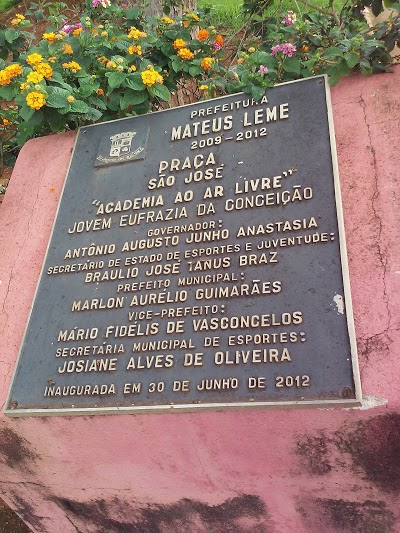 PREFEITURA
MATEUS LEME
2009-2012
PRAÇA
SÃO JOSÉ
"ACADEMIA AO AR LIVRE"
JOVEM EUFRAZIA DA CONCEIÇÃO
GOVERNADOR:
ANTÔNIO AUGUSTO JUNHO ANASTASIA
SECRETÁRIO DE ESTADO DE ESPORTES E JUVENTUDE:
BRAULIO JOSÉ TANUS BRAZ
PREFEITO MUNICIPAL:
MARLON AURÉLIO GUIMARÃES
VICE-PREFEITO:
MÁRIO FIDELIS DE VASCONCELOS
SECRETÁRIA MUNICIPAL DE ESPORTES:
JOSIANE ALVES DE OLIVEIRA
INAUGURADA EM 30 DE JUNHO DE 2012